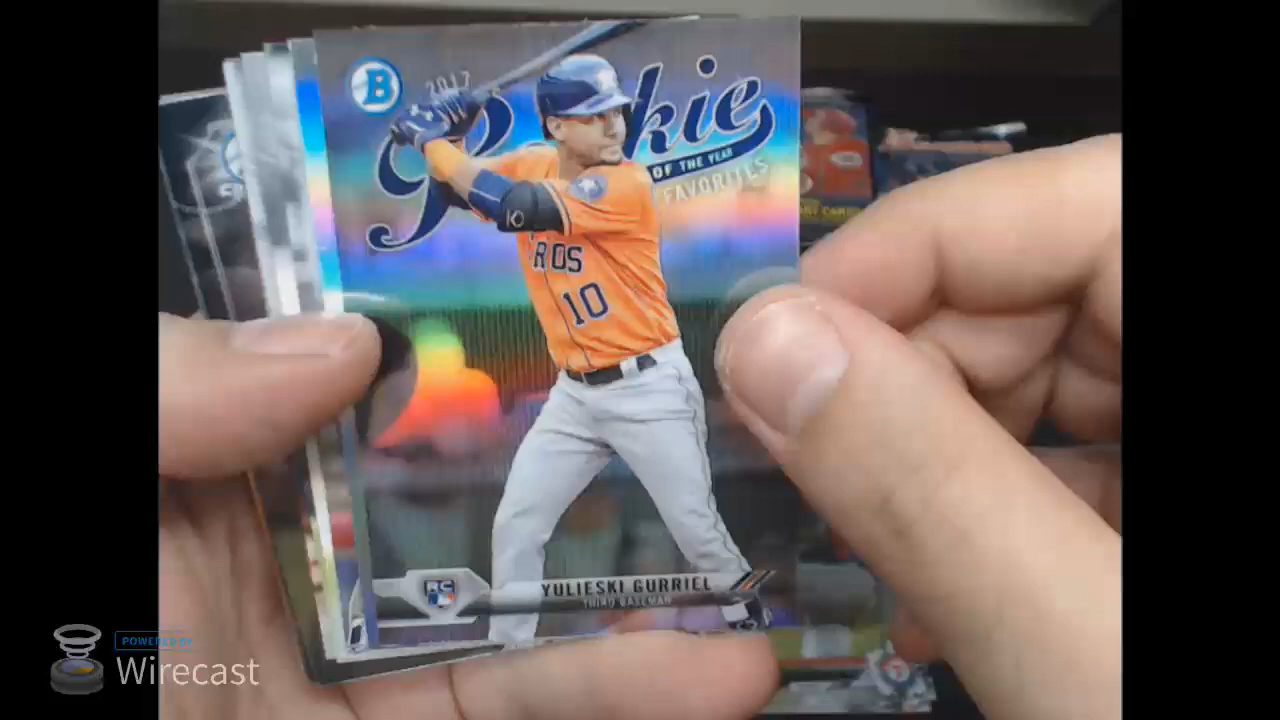 B
2017
Rookie
OF THE YEAR
FAVORITES
ROS
10
RC
YULIESKI GURRIEL
THIRD BASEMAN
POWERED BY
Wirecast